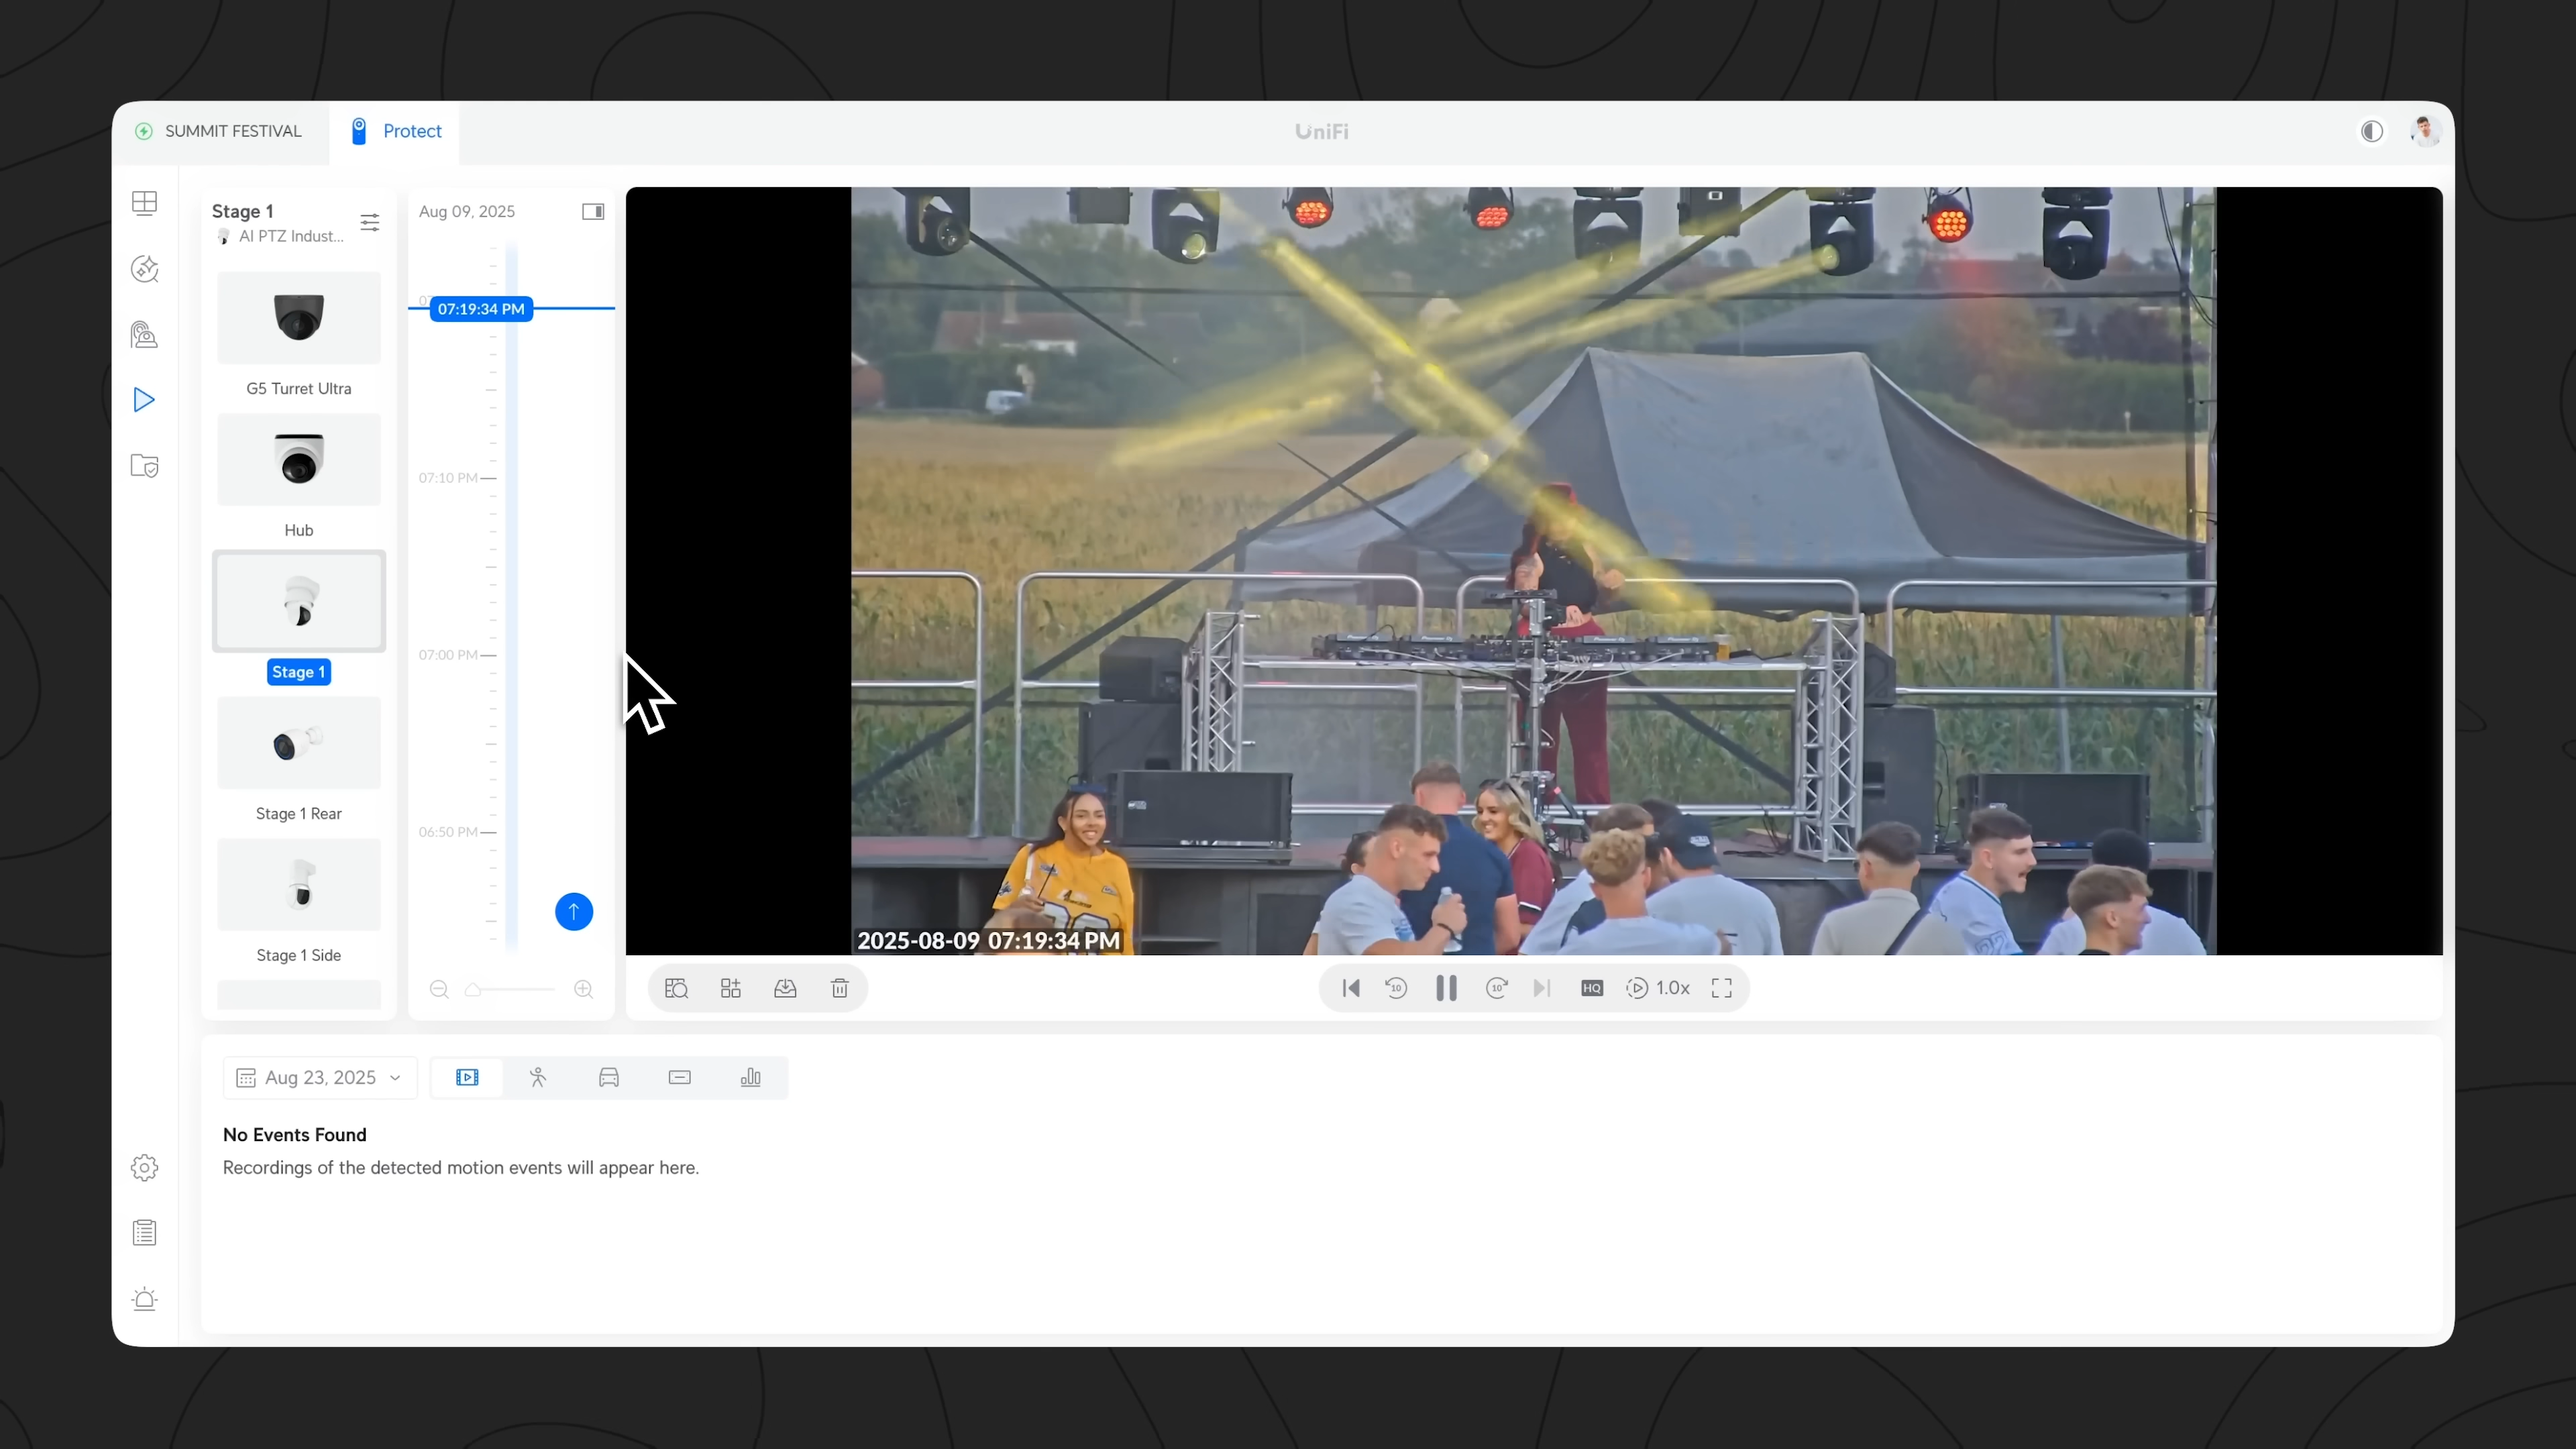 SUMMIT FESTIVAL
Protect
UniFi
Stage 1
AI PTZ Indust...
G5 Turret Ultra
Hub
Stage 1
Stage 1 Rear
Stage 1 Side
Aug 09, 2025
07:19:34 PM
07:10 PM
07:00 PM
06:50 PM
2025-08-09 07:19:34 PM
10
10
HQ
1.0x
Aug 23, 2025
No Events Found
Recordings of the detected motion events will appear here.